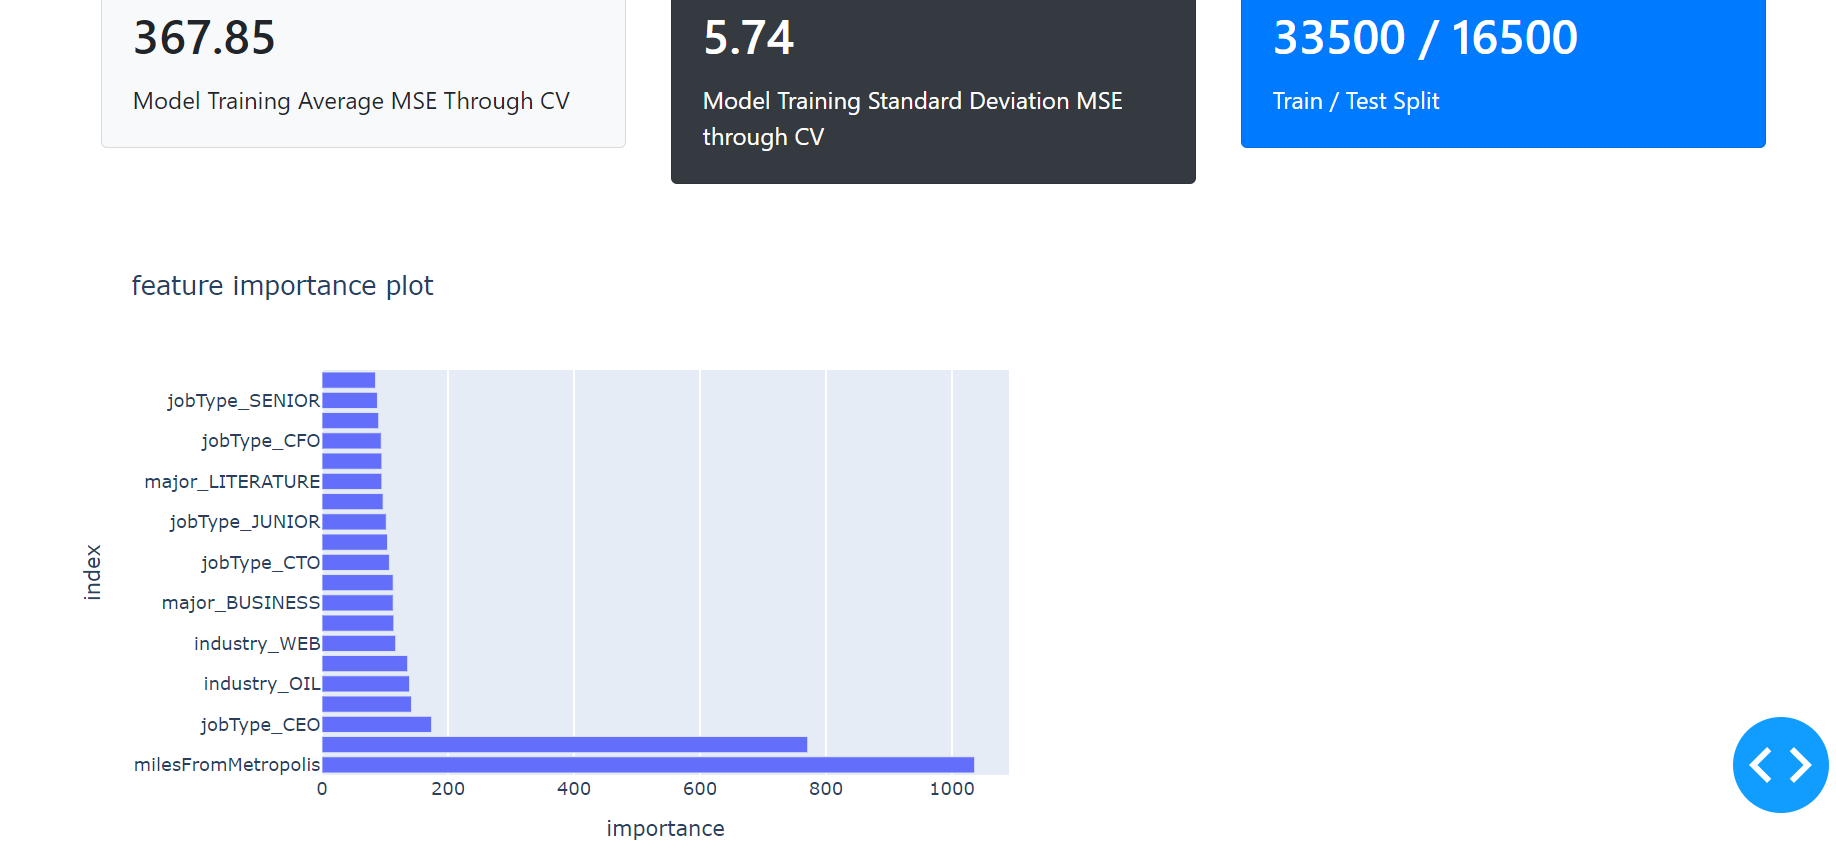 367.85
Model Training Average MSE Through CV
5.74
Model Training Standard Deviation MSE
through CV
33500 / 16500
Train / Test Split
feature importance plot
jobType_SENIOR
jobType_CFO
major_LITERATURE
jobType_JUNIOR
jobType_CTO
major_BUSINESS
industry_WEB
industry_OIL
jobType_CEO
milesFromMetropolis
index
0 200 400 600 800 1000
importance